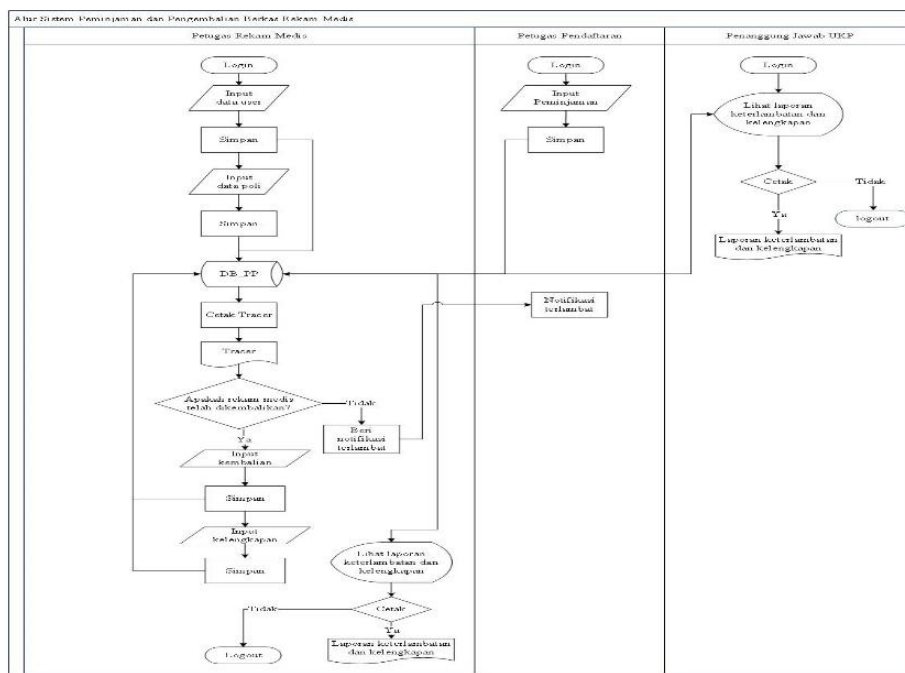 Alur Sistem Peminjaman dan Pengembalian Berkas Rekam Medis
Petugas Rekam Medis
Petugas Pendaftaran
Penanggung Jawab UKP
Login
Input
data user
Simpan
Input
data poli
Simpan
DB_PP
Cetak Tracer
Tracer
Apakah rekam medis
telah dikembalikan?
Tidak
Beri
notifikasi
terlambat
Ya
Input
kembalian
Simpan
Input
kelengkapan
Simpan
Lihat laporan
keterlambatan dan
kelengkapan
Cetak
Tidak
Logout
Ya
Laporan keterlambatan
dan kelengkapan
Login
Input
Peminjaman
Simpan
Notifikasi
terlambat
Login
Lihat laporan
keterlambatan dan
kelengkapan
Cetak
Tidak
logout
Ya
Laporan keterlambatan
dan kelengkapan